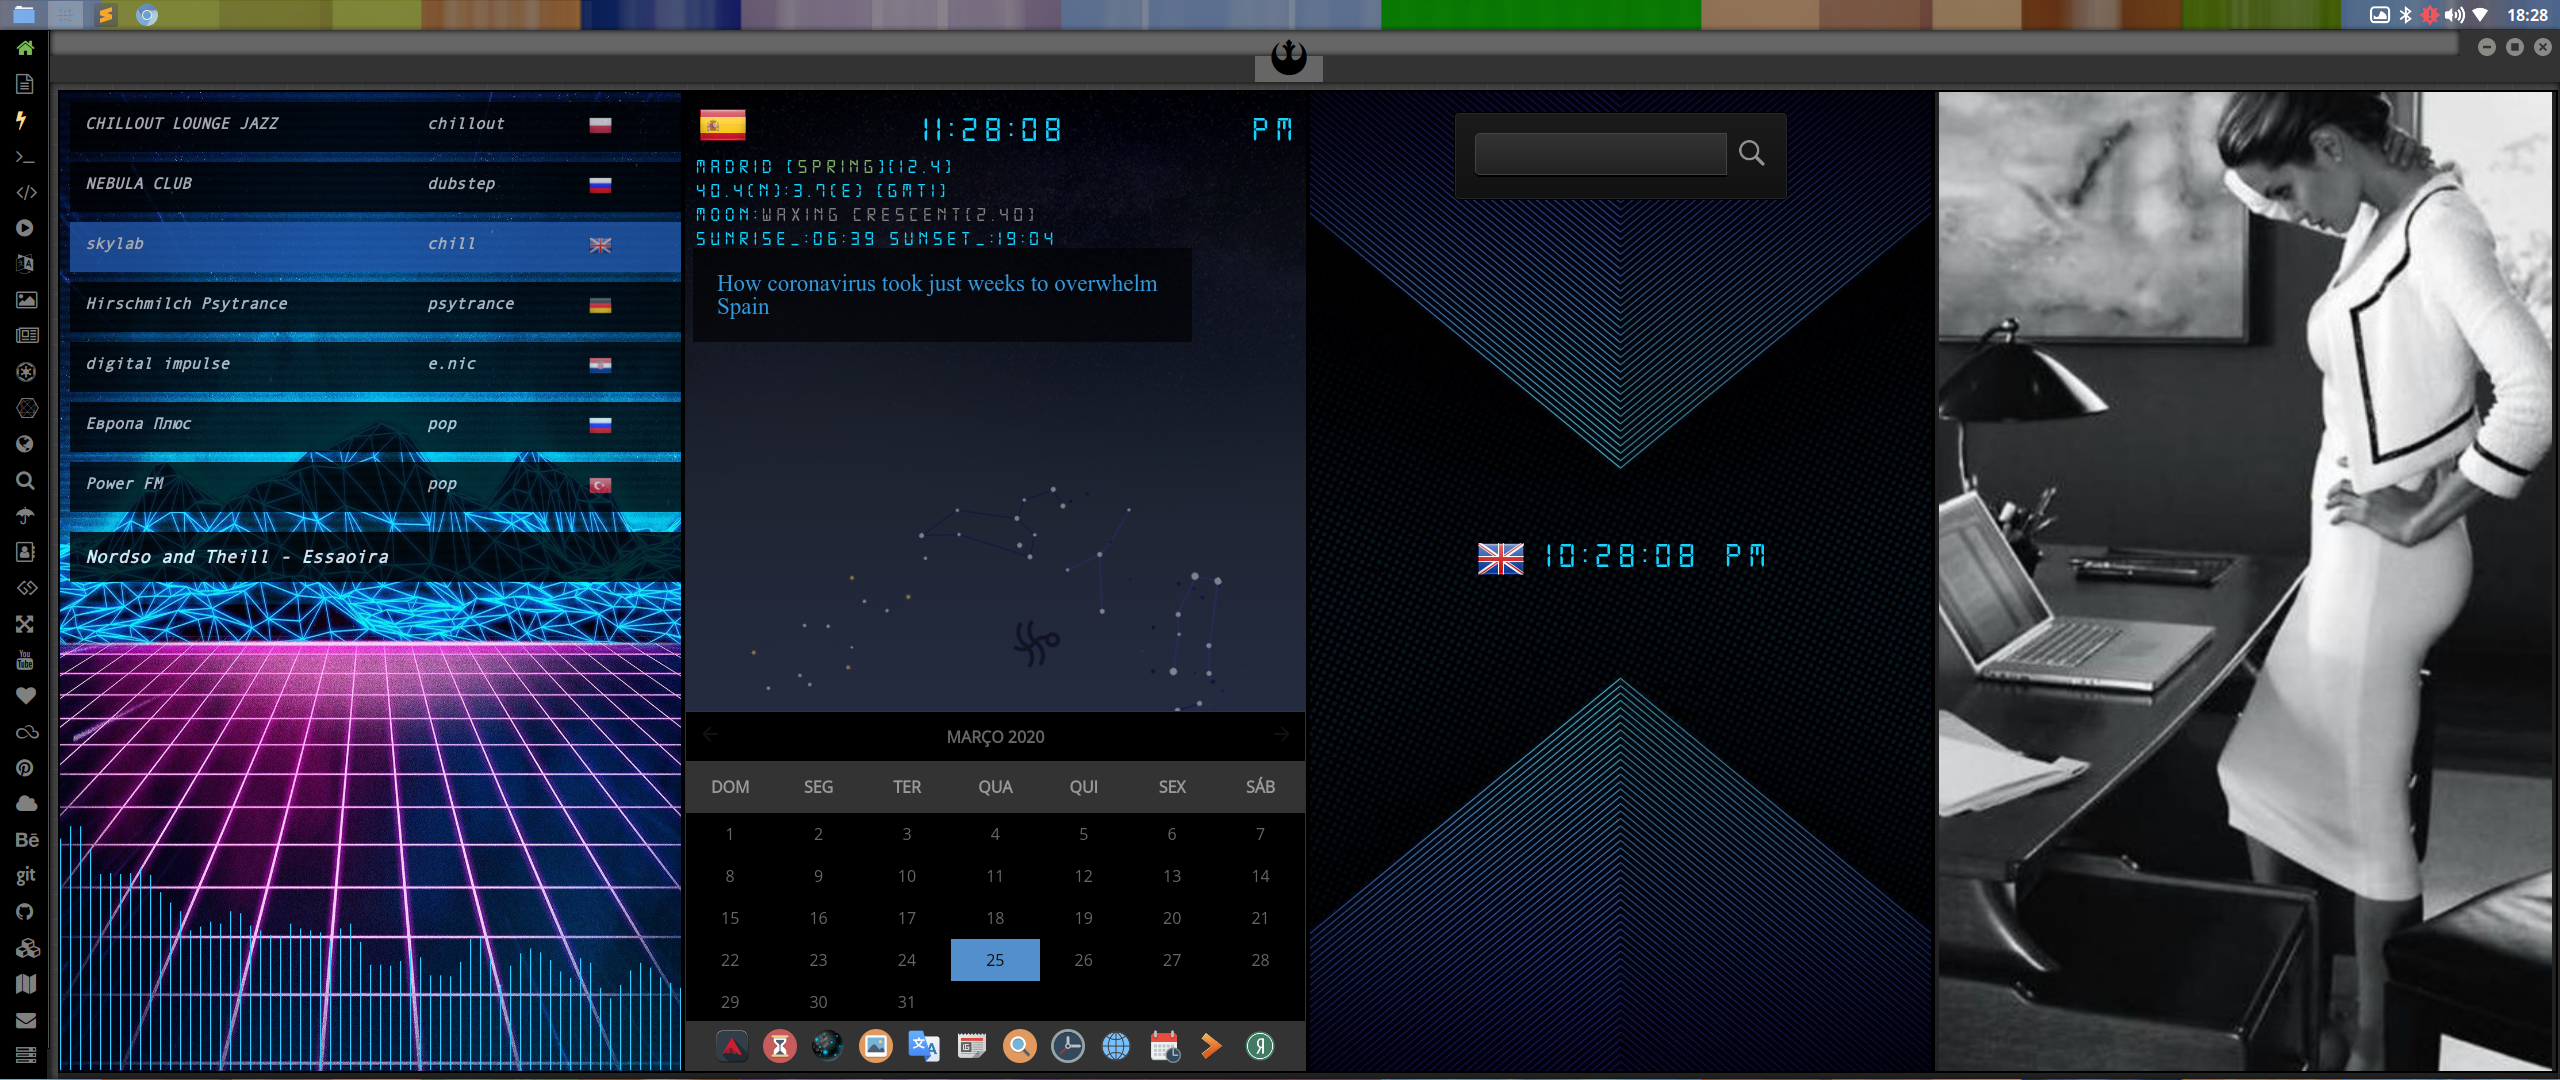 18:28
CHILLOUT LOUNGE JAZZ chillout
NEBULA CLUB dubstep
skylab chill
Hirschmilch Psytrance psytrance
digital impulse e.nic
Европа Плюс pop
Power FM pop
Nordso and Theill - Essaoira
You Tube
Bē
git
11:28:08 PM
MADRID [SPRING][12.4]
40.4(N):3.7(E) [GMT1]
MOON:WAXING CRESCENT[2.40]
SUNRISE_:06:39 SUNSET_:19:04
How coronavirus took just weeks to overwhelm
Spain
MARÇO 2020
DOM SEG TER QUA QUI SEX SÁB
1 2 3 4 5 6 7
8 9 10 11 12 13 14
15 16 17 18 19 20 21
22 23 24 25 26 27 28
29 30 31
文 A
Я
10:28:08 PM